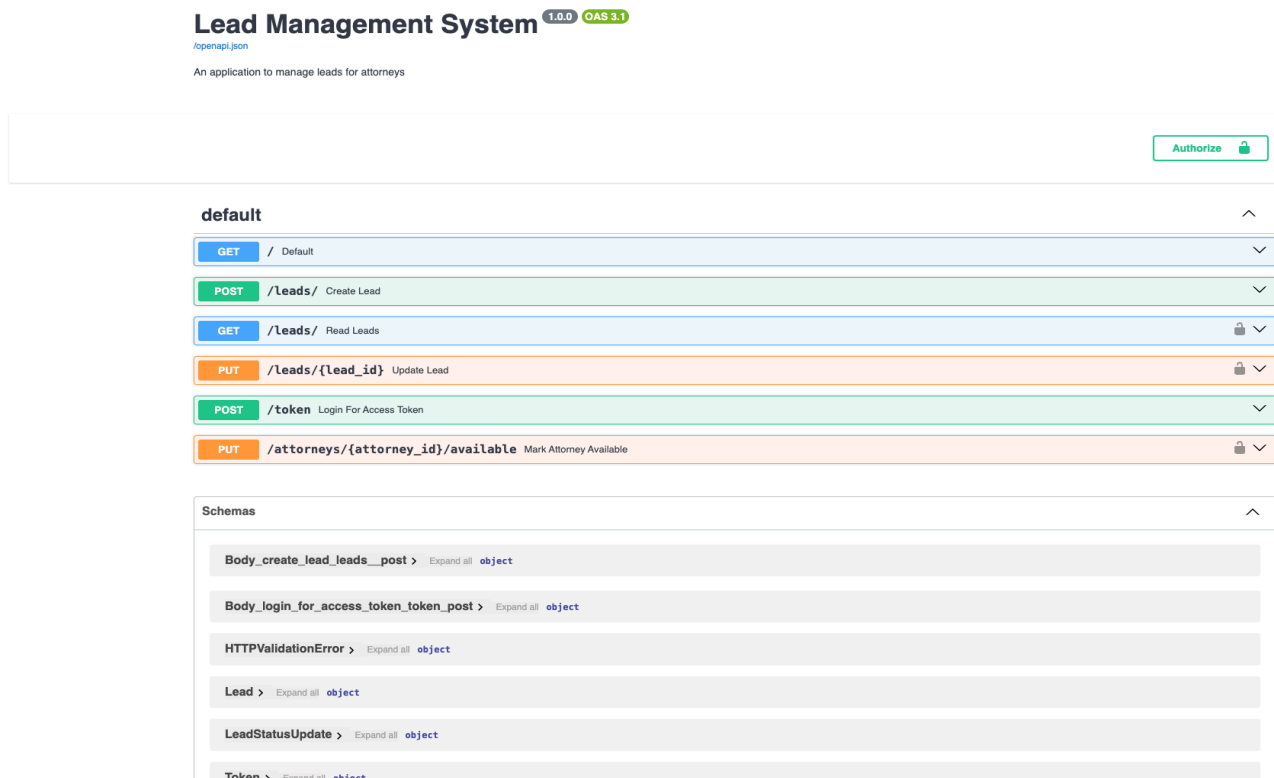 Lead Management System 1.0.0 OAS 3.1
/openapi.json
An application to manage leads for attorneys
Authorize
default
GET / Default
POST /leads/ Create Lead
GET /leads/ Read Leads
PUT /leads/{lead_id} Update Lead
POST /token Login For Access Token
PUT /attorneys/{attorney_id}/available Mark Attorney Available
Schemas
Body_create_lead_leads__post > Expand all object
Body_login_for_access_token_token_post > Expand all object
HTTPValidationError > Expand all object
Lead > Expand all object
LeadStatusUpdate > Expand all object
Token > Expand all object